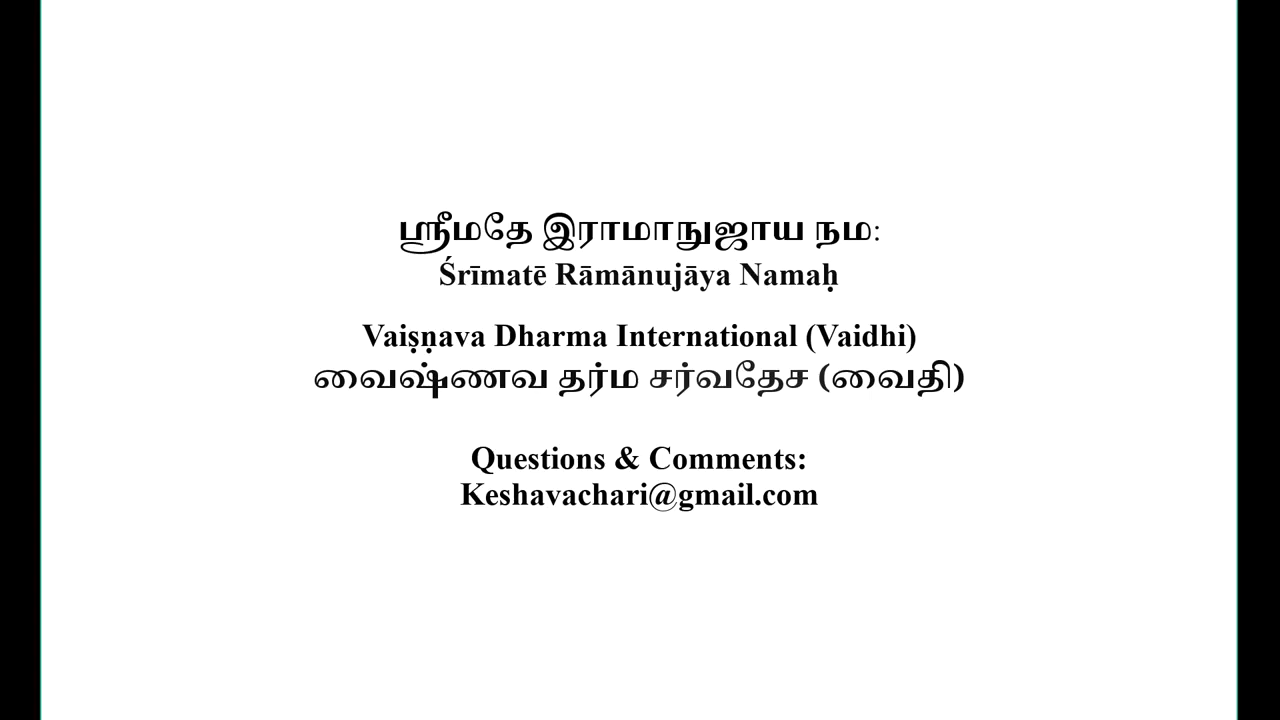 ஸ்ரீமதே இராமாநுஜாய நம:
Śrīmatē Rāmānujāya Namaḥ
Vaiṣṇava Dharma International (Vaidhi)
வைஷ்ணவ தர்ம சர்வதேச (வைதி)
Questions & Comments:
Keshavachari@gmail.com